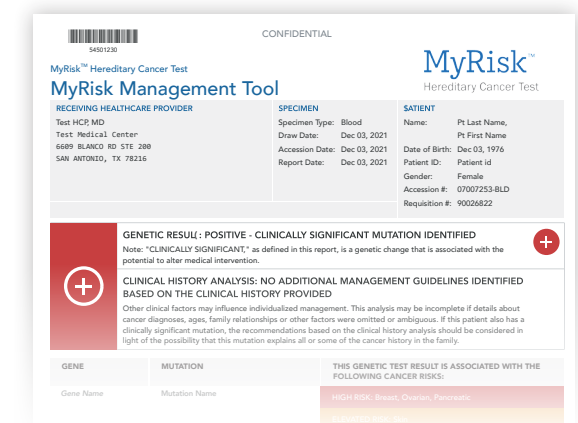 CONFIDENTIAL
54501230
MyRisk™ Hereditary Cancer Test
MyRisk Management Tool
MyRisk™
Hereditary Cancer Test
RECEIVING HEALTHCARE PROVIDER
Test HCP, MD
Test Medical Center
6609 BLANCO RD STE 200
SAN ANTONIO, TX 78216
SPECIMEN
Specimen Type: Blood
Draw Date: Dec 03, 2021
Accession Date: Dec 03, 2021
Report Date: Dec 03, 2021
SATIENT
Name: Pt Last Name,
Pt First Name
Date of Birth: Dec 03, 1976
Patient ID: Patient id
Gender: Female
Accession #: 07007253-BLD
Requisition #: 90026822
GENETIC RESUL(: POSITIVE - CLINICALLY SIGNIFICANT MUTATION IDENTIFIED
Note: "CLINICALLY SIGNIFICANT," as defined in this report, is a genetic change that is associated with the
potential to alter medical intervention.
CLINICAL HISTORY ANALYSIS: NO ADDITIONAL MANAGEMENT GUIDELINES IDENTIFIED
BASED ON THE CLINICAL HISTORY PROVIDED
Other clinical factors may influence individualized management. This analysis may be incomplete if details about
cancer diagnoses, ages, family relationships or other factors were omitted or ambiguous. If this patient also has a
clinically significant mutation, the recommendations based on the clinical history analysis should be considered in
light of the possibility that this mutation explains all or some of the cancer history in the family.
GENE
MUTATION
THIS GENETIC TEST RESULT IS ASSOCIATED WITH THE
FOLLOWING CANCER RISKS:
Gene Name
Mutation Name
HIGH RISK: Breast, Ovarian, Pancreatic